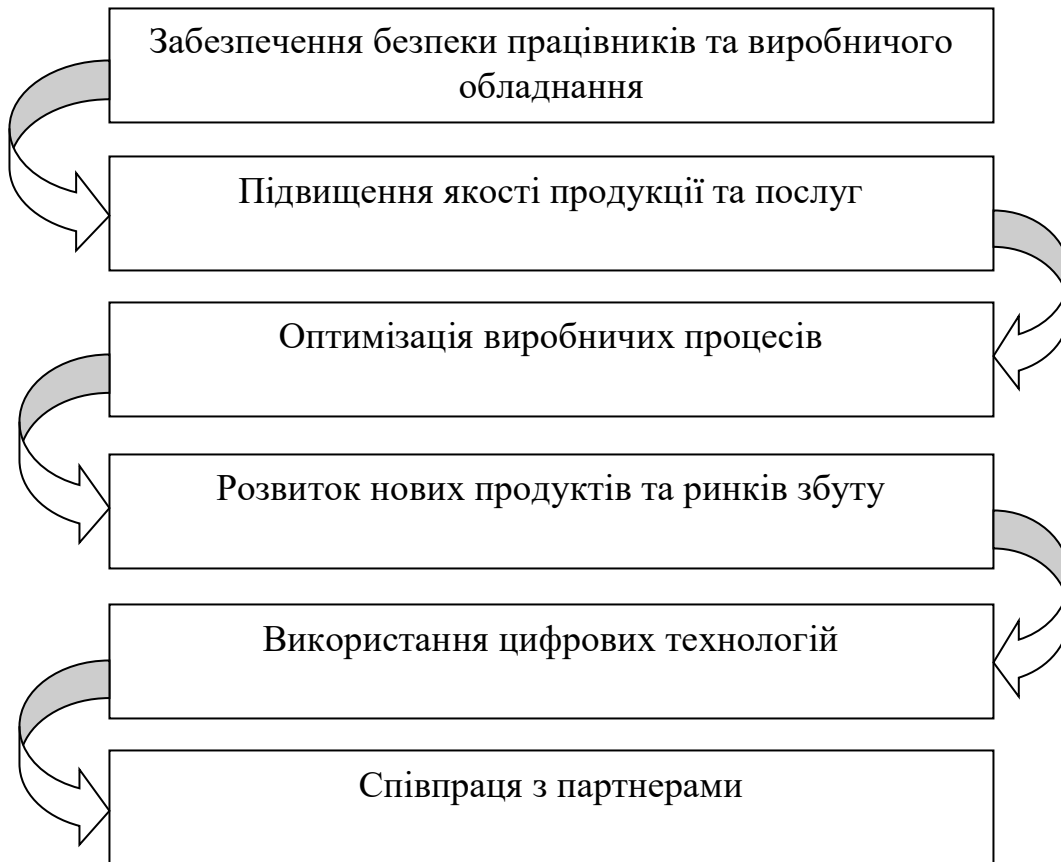 Забезпечення безпеки працівників та виробничого
обладнання
Підвищення якості продукції та послуг
Оптимізація виробничих процесів
Розвиток нових продуктів та ринків збуту
Використання цифрових технологій
Співпраця з партнерами